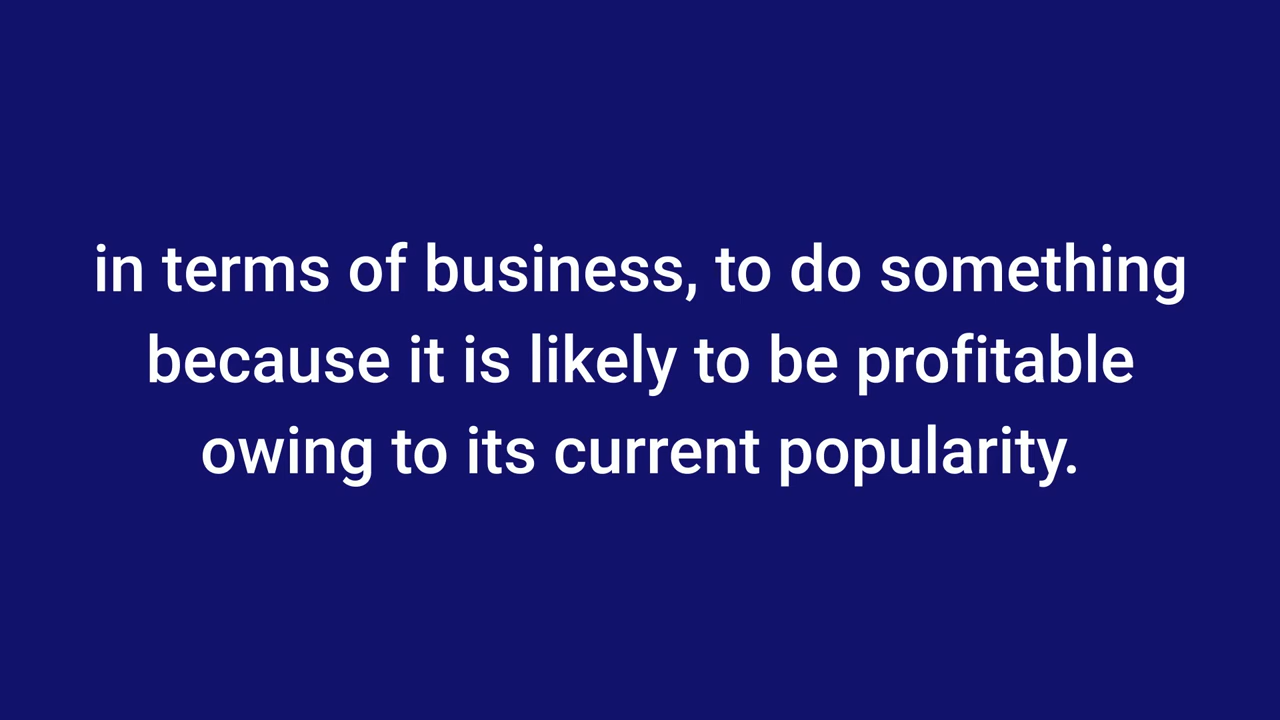 in terms of business, to do something
because it is likely to be profitable
owing to its current popularity.